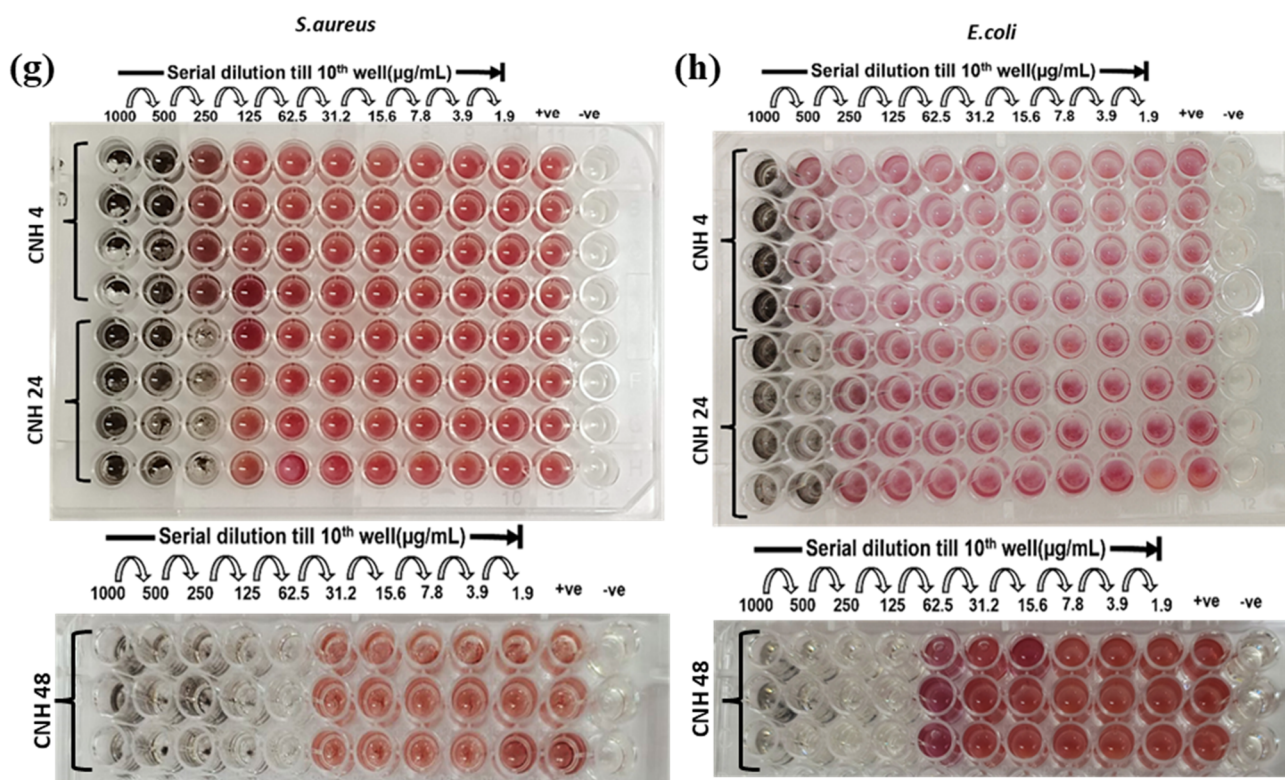 S.aureus
(g)
Serial dilution till 10th well(µg/mL)
1000 500 250 125 62.5 31.2 15.6 7.8 3.9 1.9 +ve -ve
CNH 4
CNH 24
Serial dilution till 10th well(µg/mL)
1000 500 250 125 62.5 31.2 15.6 7.8 3.9 1.9 +ve -ve
CNH 48
E.coli
(h)
Serial dilution till 10th well(µg/mL)
1000 500 250 125 62.5 31.2 15.6 7.8 3.9 1.9 +ve -ve
CNH 4
CNH 24
Serial dilution till 10th well(µg/mL)
1000 500 250 125 62.5 31.2 15.6 7.8 3.9 1.9 +ve -ve
CNH 48